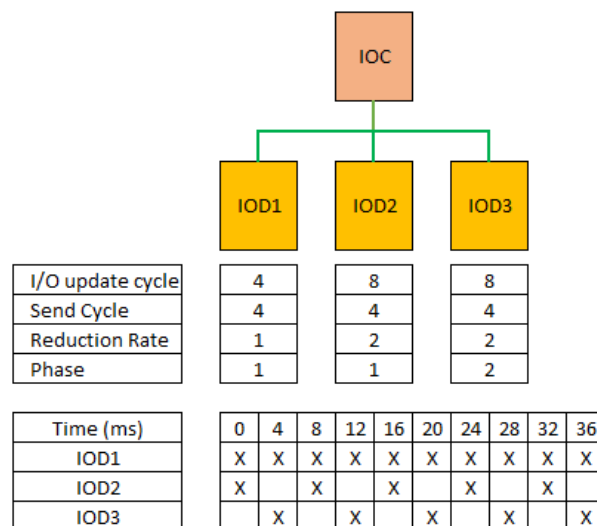 IOC
IOD1 IOD2 IOD3
I/O update cycle 4 8 8
Send Cycle 4 4 4
Reduction Rate 1 2 2
Phase 1 1 2
Time (ms) 0 4 8 12 16 20 24 28 32 36
IOD1 X X X X X X X X X X
IOD2 X X X X X
IOD3 X X X X X